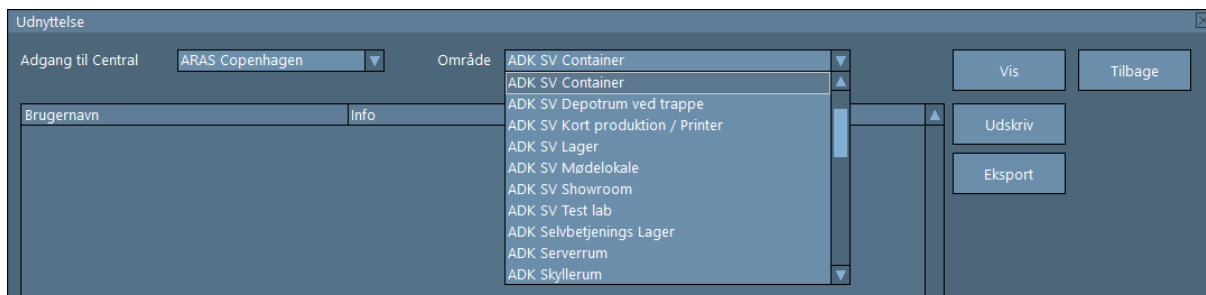 Udnyttelse
Adgang til Central ARAS Copenhagen Område ADK SV Container Vis Tilbage
ADK SV Container
Brugernavn Info ADK SV Depotrum ved trappe
ADK SV Kort produktion / Printer Udskriv
ADK SV Lager
ADK SV Mødelokale Eksport
ADK SV Showroom
ADK SV Test lab
ADK Selvbetjenings Lager
ADK Serverrum
ADK Skyllerum